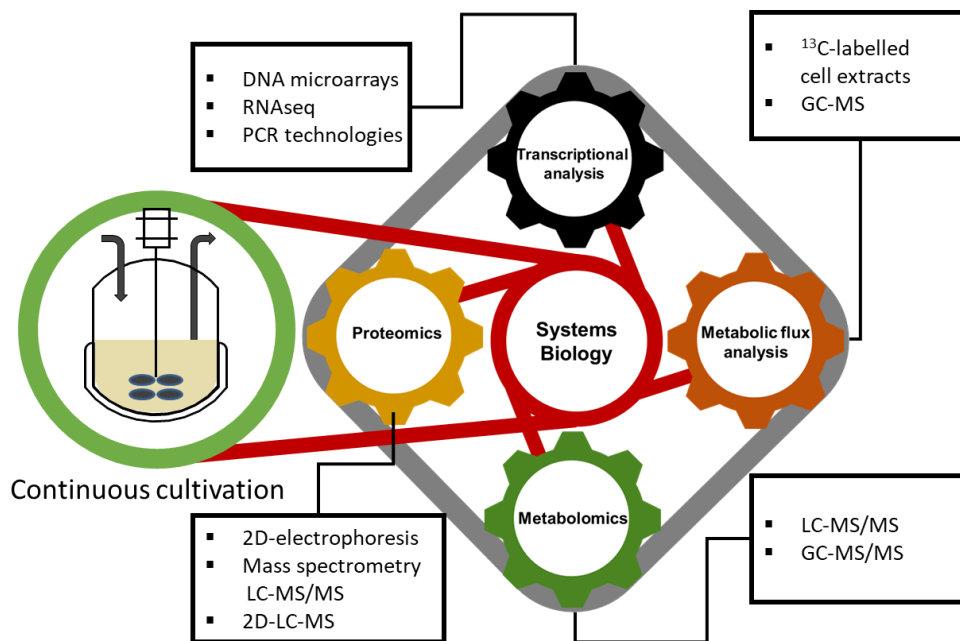 ▪ DNA microarrays
▪ RNAseq
▪ PCR technologies
▪ ¹³C-labelled
cell extracts
▪ GC-MS
Transcriptional
analysis
Proteomics
Systems
Biology
Metabolic flux
analysis
Continuous cultivation
Metabolomics
▪ 2D-electrophoresis
▪ Mass spectrometry
LC-MS/MS
▪ 2D-LC-MS
▪ LC-MS/MS
▪ GC-MS/MS